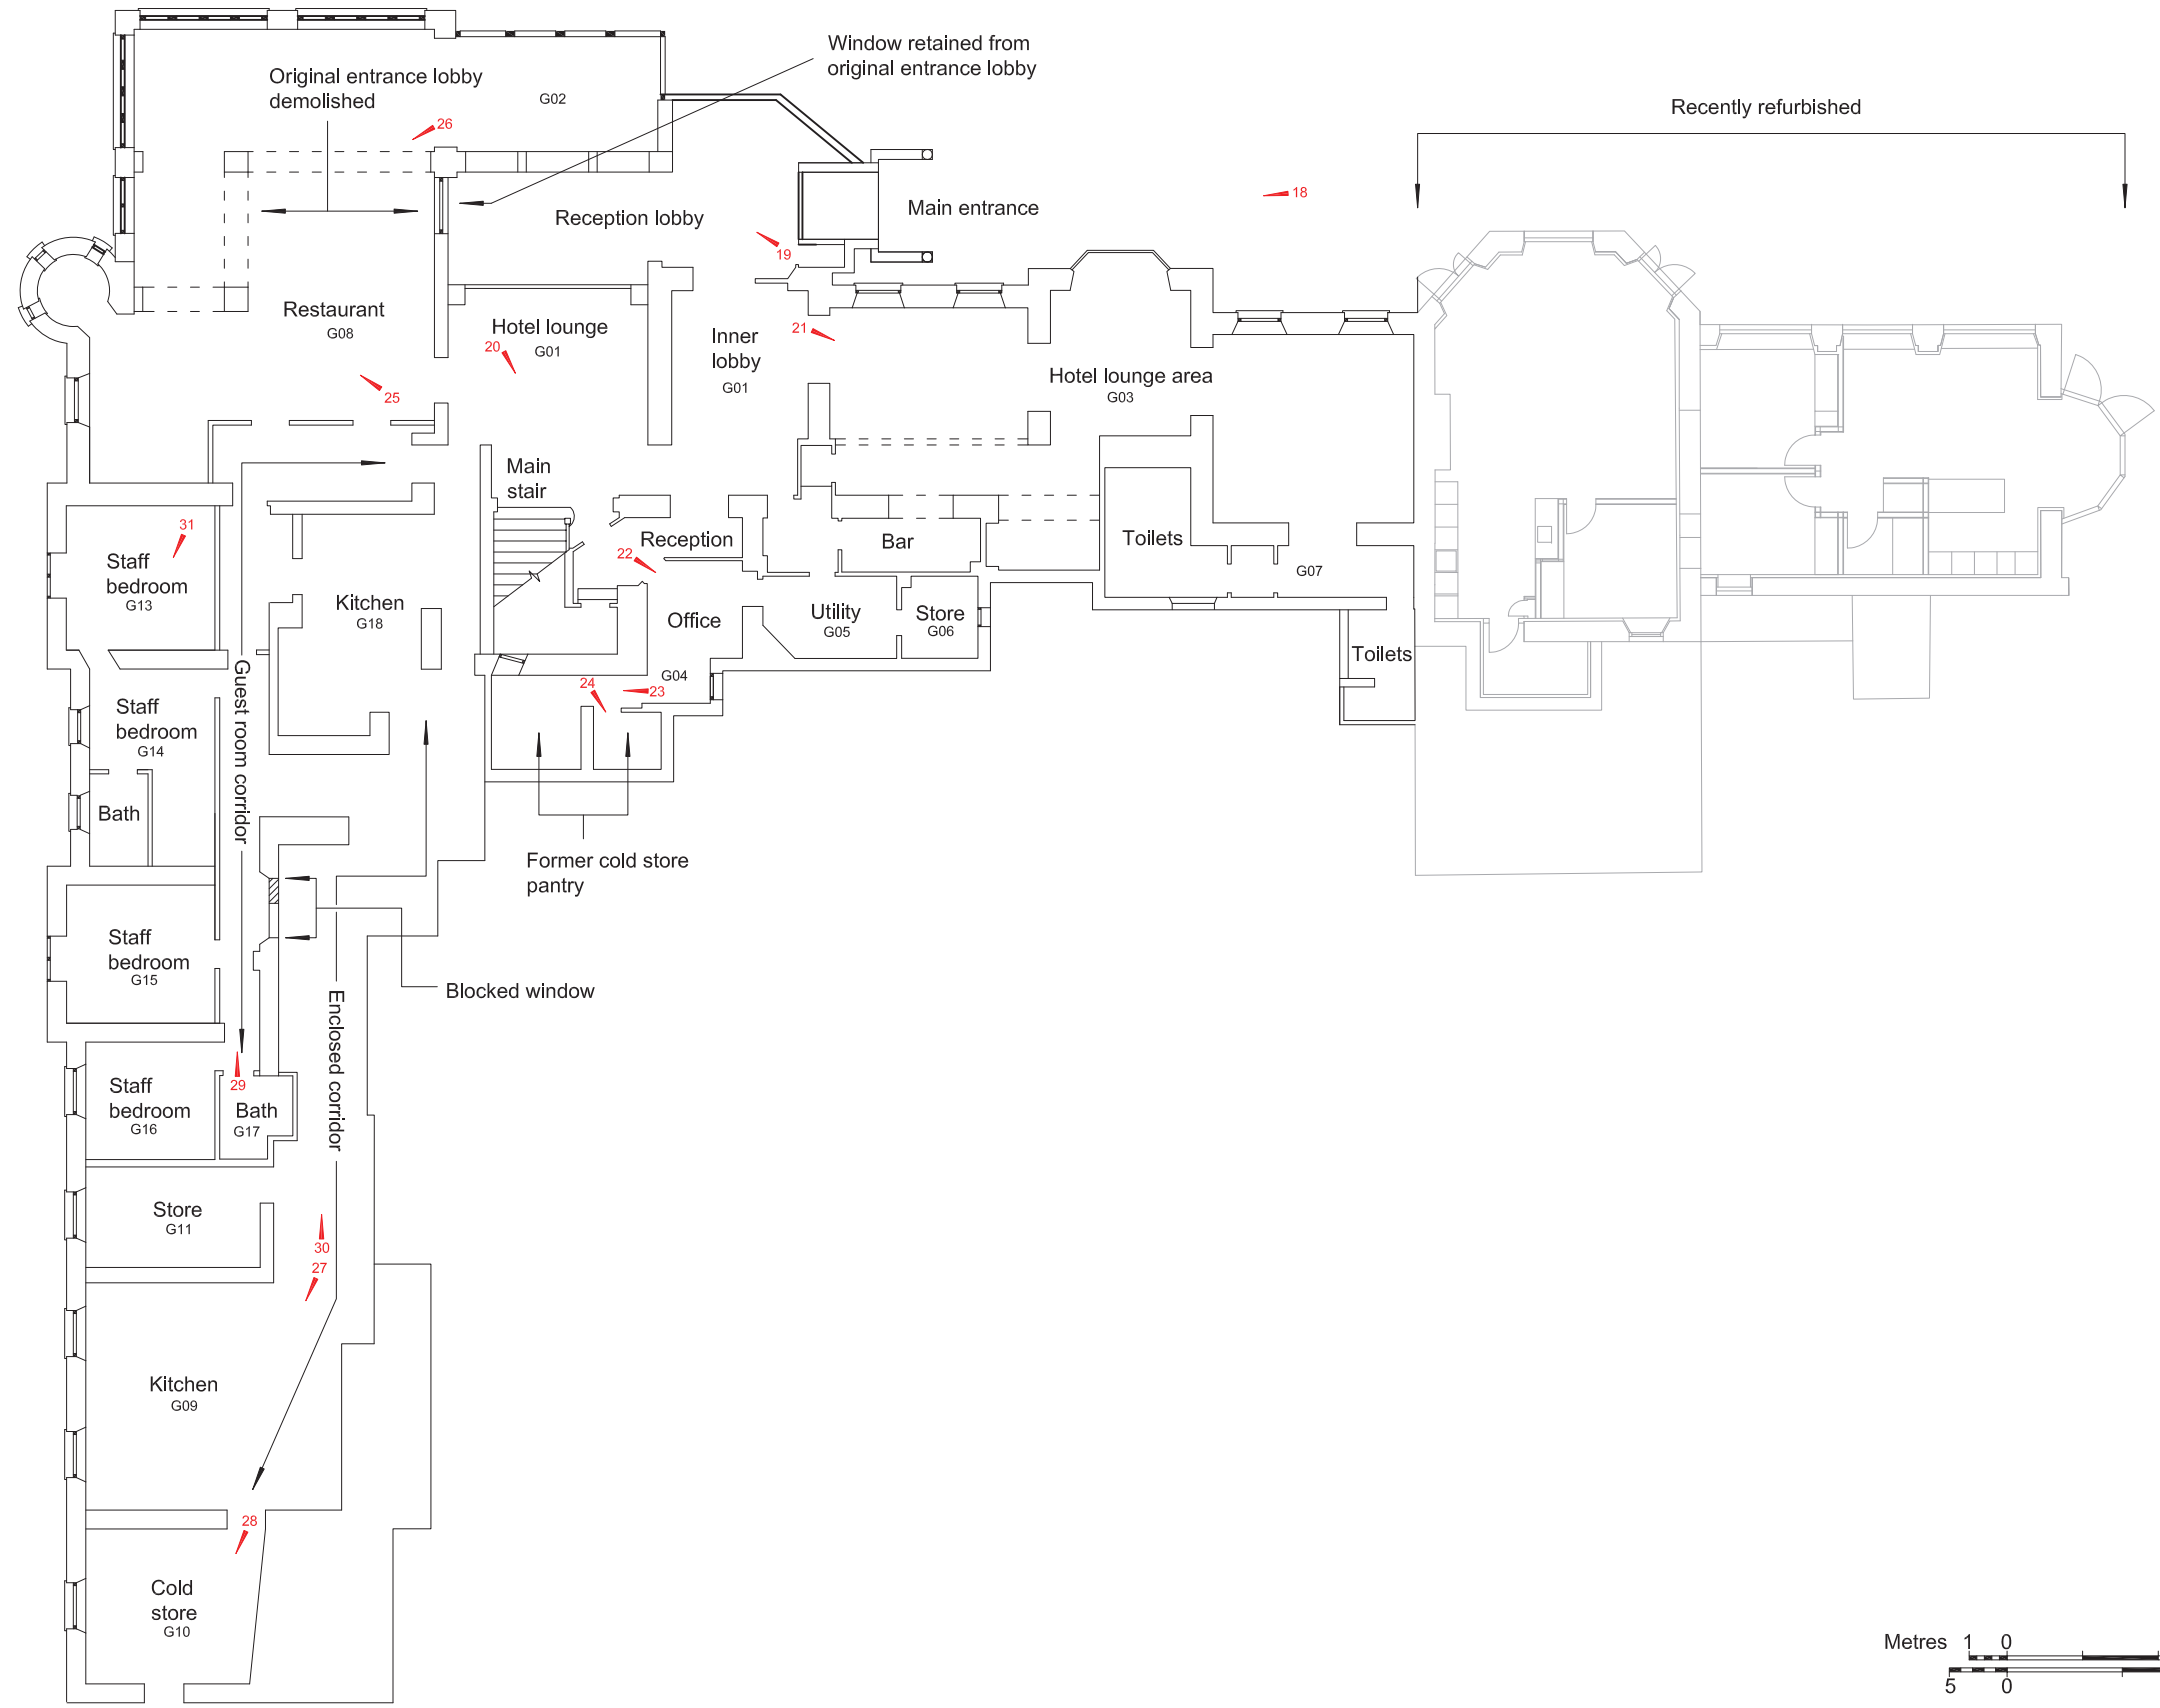 Window retained from
original entrance lobby
Original entrance lobby
demolished
G02
Recently refurbished
26
18
Reception lobby
Main entrance
19
Restaurant
G08
Hotel lounge
G01
20
Inner
lobby
G01
21
Hotel lounge area
G03
25
Main
stair
31
Staff
bedroom
G13
Kitchen
G18
Reception
22
Bar
Toilets
G07
Office
Utility
G05
Store
G06
Toilets
G04
24
23
Guest room corridor
Staff
bedroom
G14
Bath
Former cold store
pantry
Staff
bedroom
G15
Blocked window
Enclosed corridor
29
Staff
bedroom
G16
Bath
G17
Store
G11
30
27
Kitchen
G09
28
Cold
store
G10
Metres 1 0
5 0